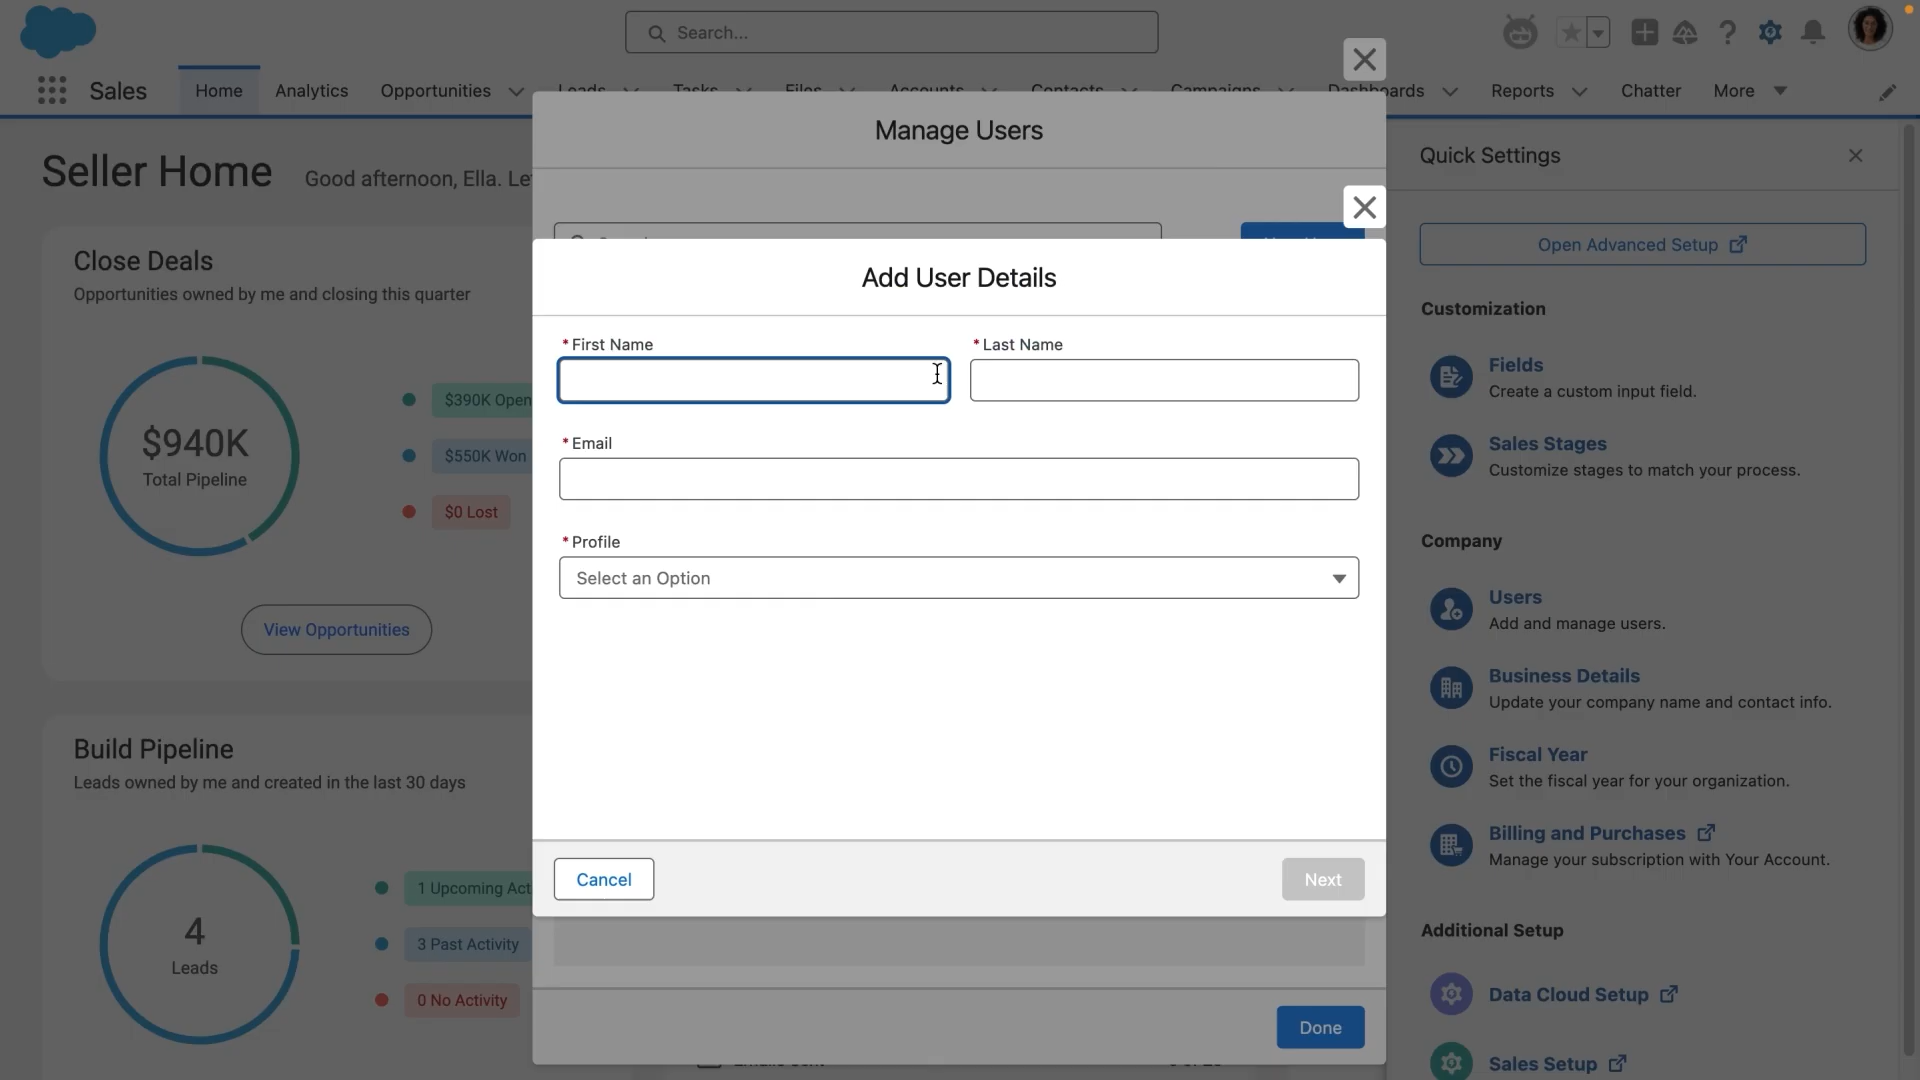 Search...
Sales
Home
Analytics
Opportunities
Leads
Tasks
Files
Accounts
Contacts
Campaigns
Dashboards
Reports
Chatter
More
Seller Home
Good afternoon, Ella. Le
Close Deals
Opportunities owned by me and closing this quarter
$940K
Total Pipeline
$390K Open
$550K Won
$0 Lost
View Opportunities
Build Pipeline
Leads owned by me and created in the last 30 days
4
Leads
1 Upcoming Act
3 Past Activity
0 No Activity
Manage Users
Add User Details
* First Name
* Last Name
* Email
* Profile
Select an Option
Cancel
Next
Done
Quick Settings
Open Advanced Setup
Customization
Fields
Create a custom input field.
Sales Stages
Customize stages to match your process.
Company
Users
Add and manage users.
Business Details
Update your company name and contact info.
Fiscal Year
Set the fiscal year for your organization.
Billing and Purchases
Manage your subscription with Your Account.
Additional Setup
Data Cloud Setup
Sales Setup